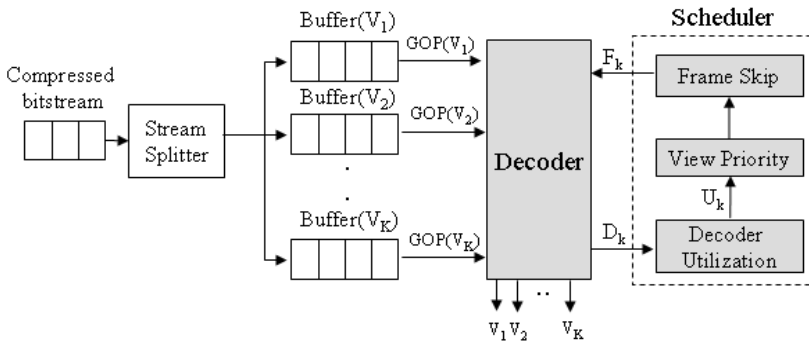 Compressed
bitstream
Stream
Splitter
Buffer(V1)
GOP(V1)
Buffer(V2)
GOP(V2)
.
.
Buffer(VK)
GOP(VK)
Decoder
V1 V2 .. VK
Scheduler
Fk
Frame Skip
View Priority
Uk
Dk
Decoder
Utilization